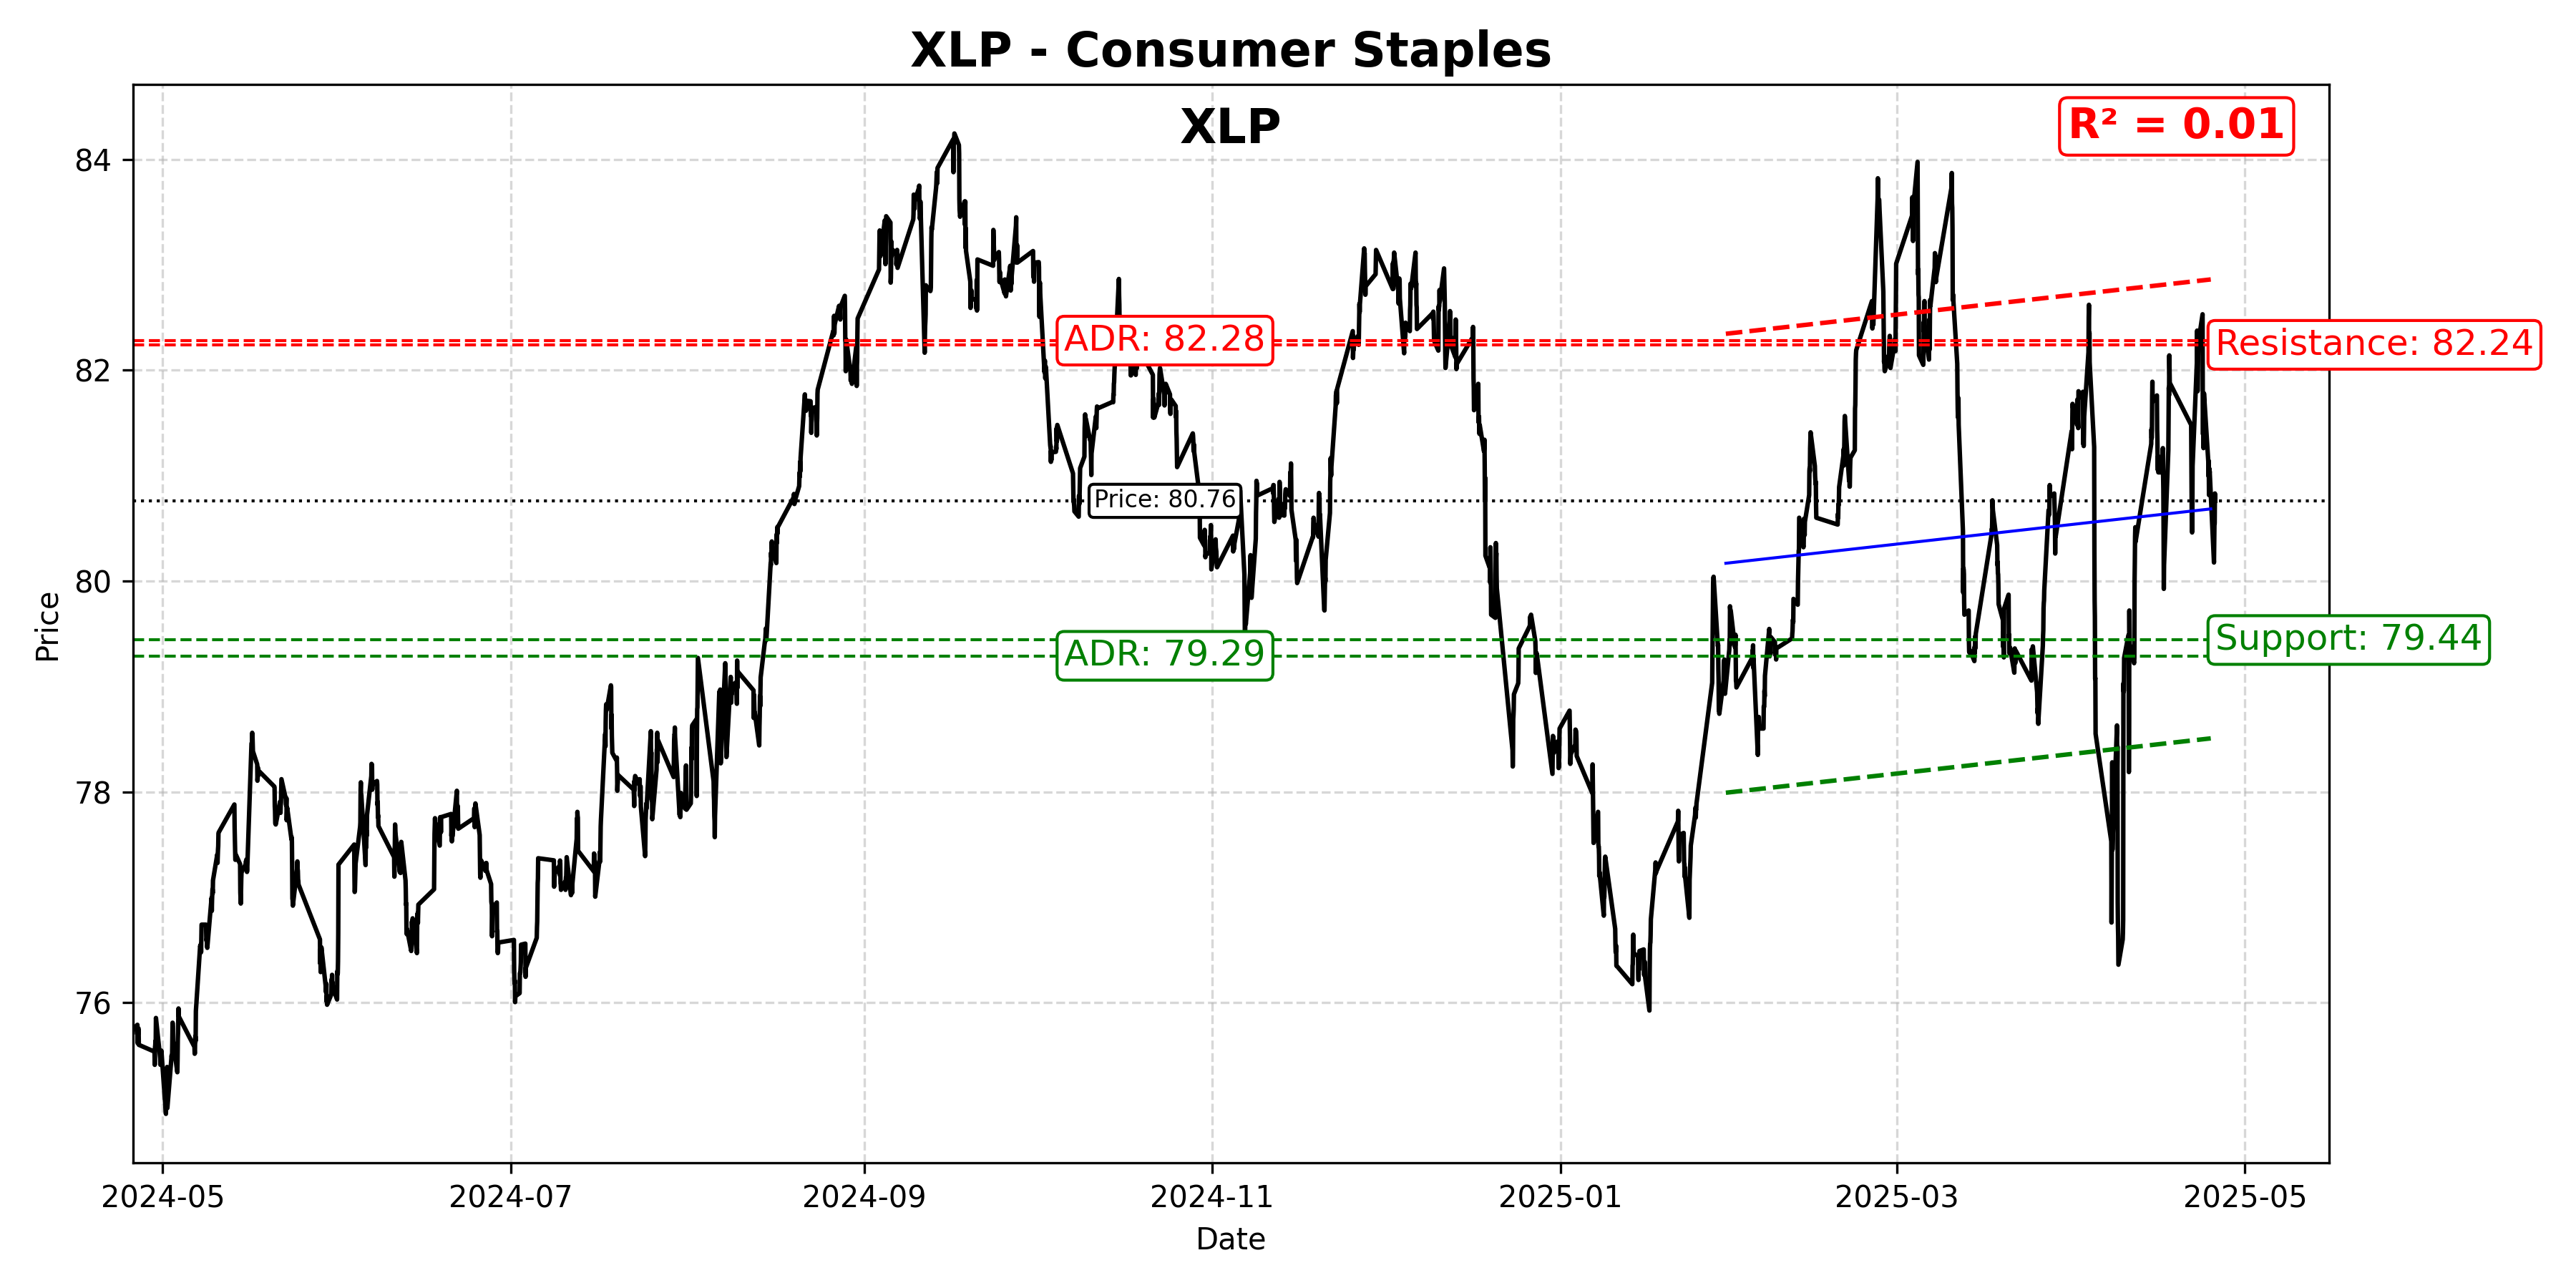 XLP - Consumer Staples
XLP
R² = 0.01
84
82
80
78
76
Price
ADR: 82.28
Resistance: 82.24
Price: 80.76
ADR: 79.29
Support: 79.44
2024-05
2024-07
2024-09
2024-11
2025-01
2025-03
2025-05
Date